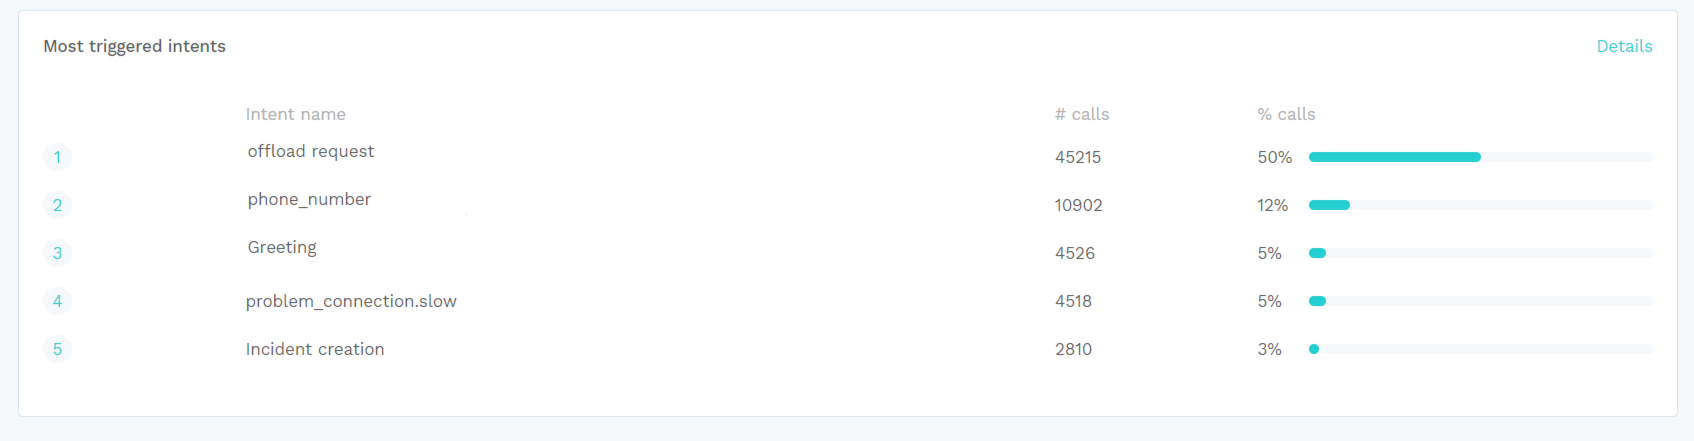 Most triggered intents Details
Intent name # calls % calls
1 offload request 45215 50%
2 phone_number 10902 12%
3 Greeting 4526 5%
4 problem_connection.slow 4518 5%
5 Incident creation 2810 3%